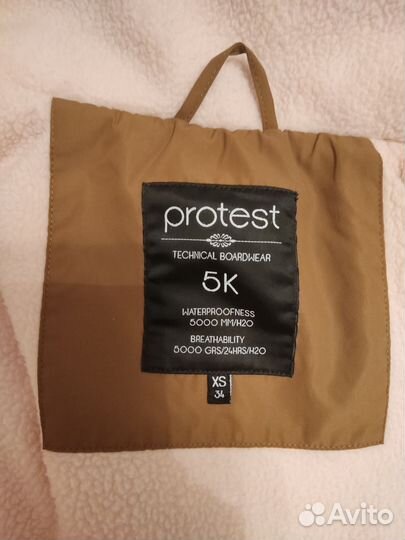 protest
TECHNICAL BOARDWEAR
5K
WATERPROOFNESS
5000 MM/H2O
BREATHABILITY
5000 GRS/24HRS/H2O
XS
34
Avito